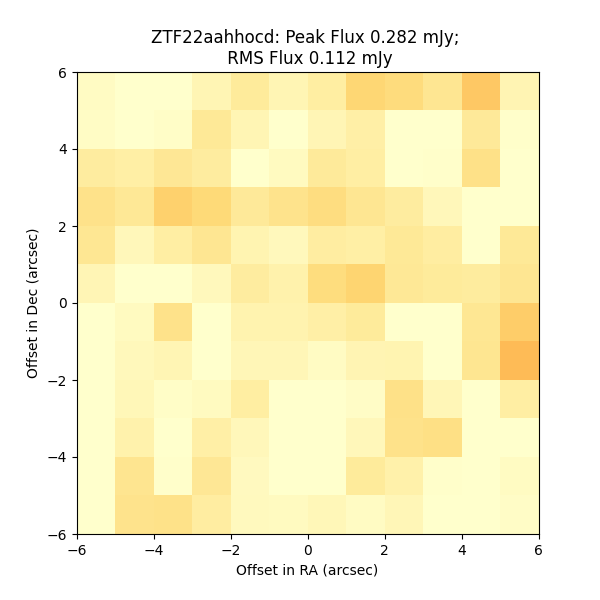 ZTF22aahhocd: Peak Flux 0.282 mJy;
RMS Flux 0.112 mJy
6
4
2
0
−2
−4
−6
Offset in Dec (arcsec)
−6 −4 −2 0 2 4 6
Offset in RA (arcsec)